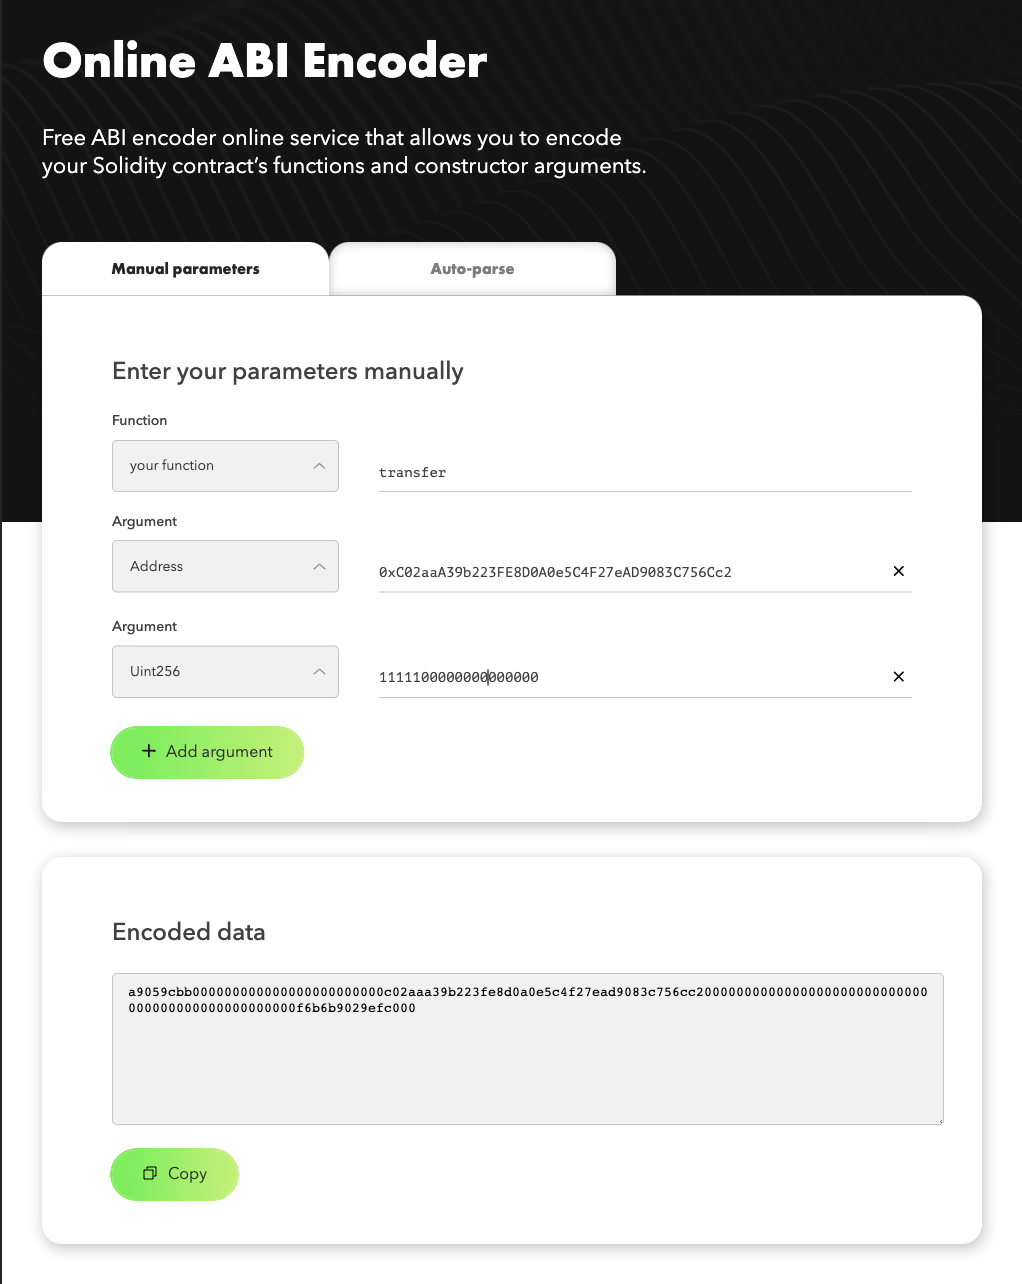 Online ABI Encoder
Free ABI encoder online service that allows you to encode
your Solidity contract’s functions and constructor arguments.
Manual parameters
Auto-parse
Enter your parameters manually
Function
your function
transfer
Argument
Address
0xC02aaA39b223FE8D0A0e5C4F27eAD9083C756Cc2
Argument
Uint256
1111100000000000000
Add argument
Encoded data
a9059cbb000000000000000000000000c02aaa39b223fe8d0a0e5c4f27ead9083c756cc20000000000000000000000000000
000000000000000000000f6b6b9029efc000
Copy